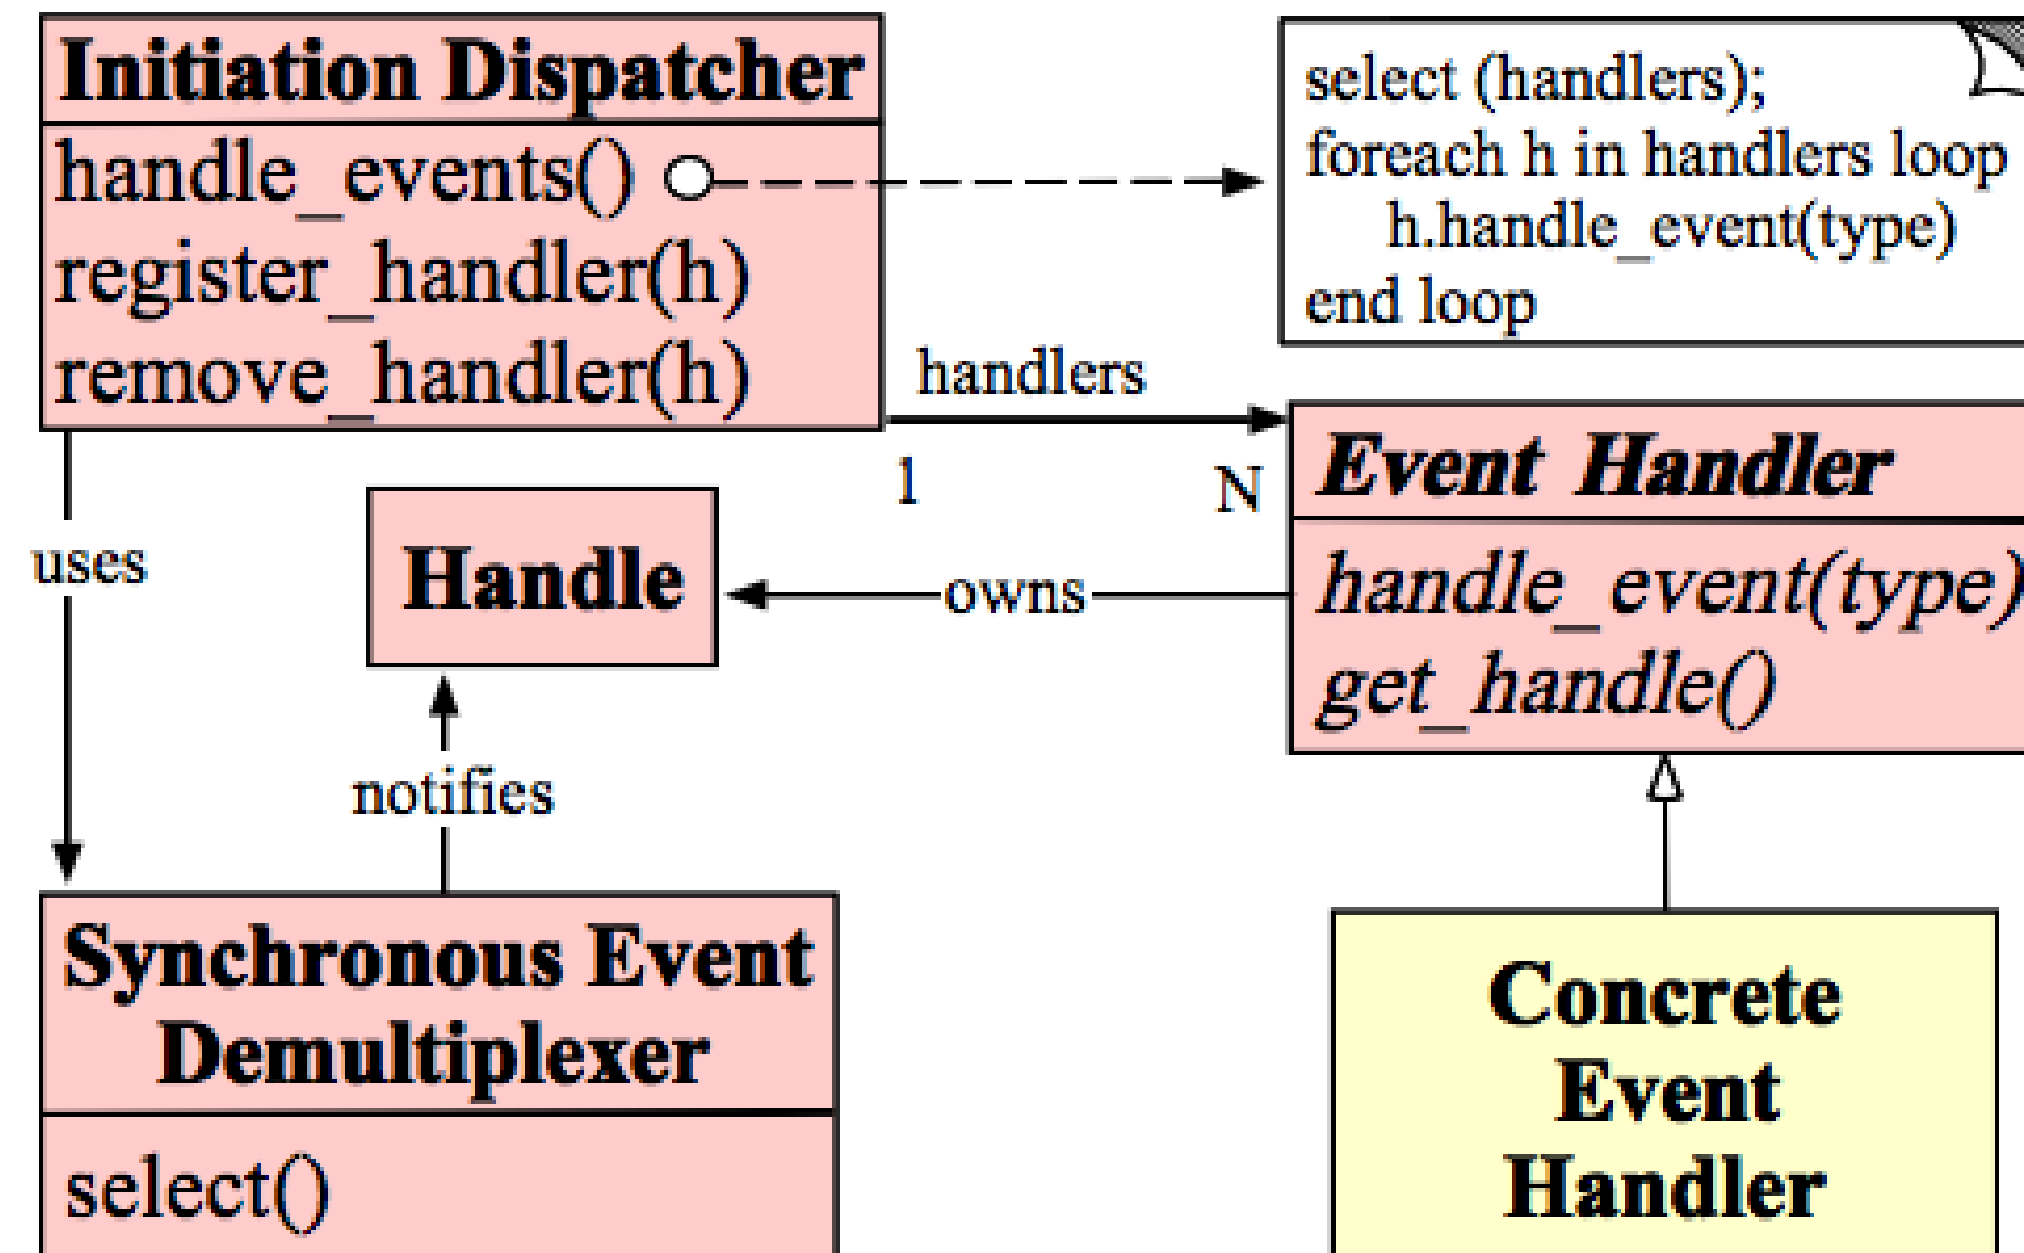 Initiation Dispatcher
handle_events()
register_handler(h)
remove_handler(h)
select (handlers);
foreach h in handlers loop
h.handle_event(type)
end loop
handlers
1
N
Event Handler
handle_event(type)
get_handle()
uses
Handle
owns
notifies
Synchronous Event
Demultiplexer
select()
Concrete
Event
Handler